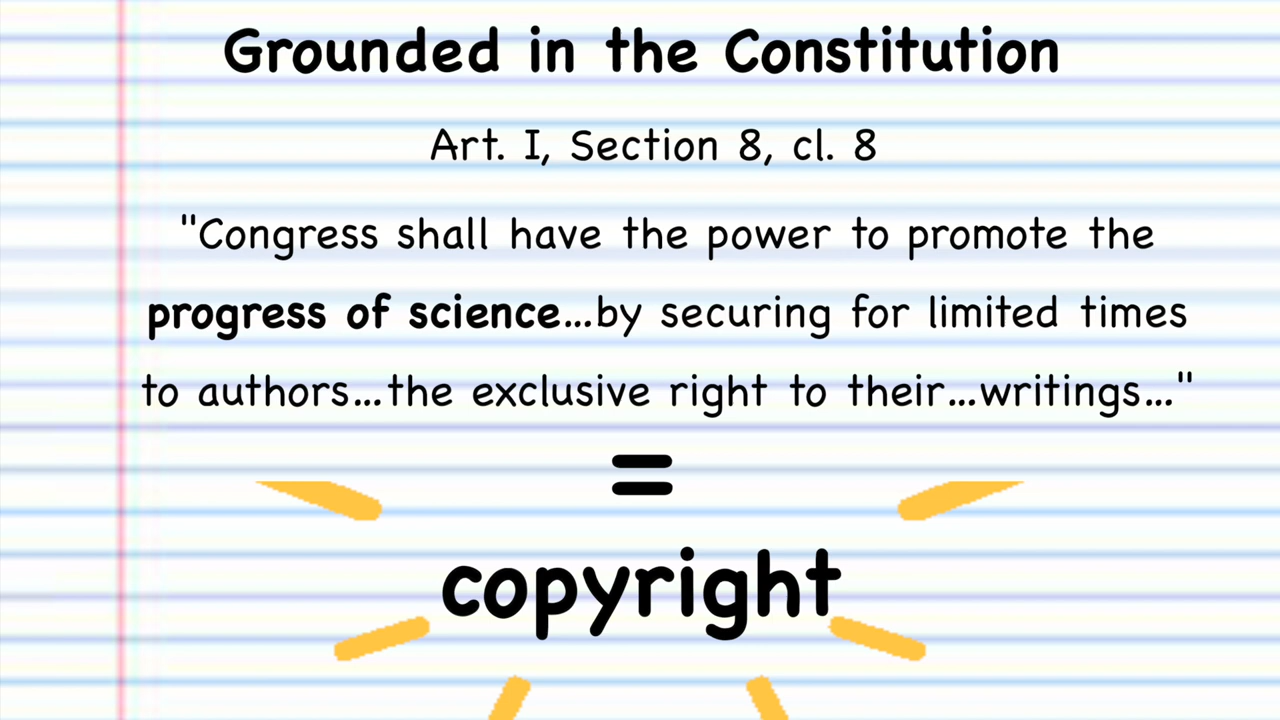 Grounded in the Constitution
Art. I, Section 8, cl. 8
"Congress shall have the power to promote the
progress of science...by securing for limited times
to authors...the exclusive right to their...writings..."
=
copyright